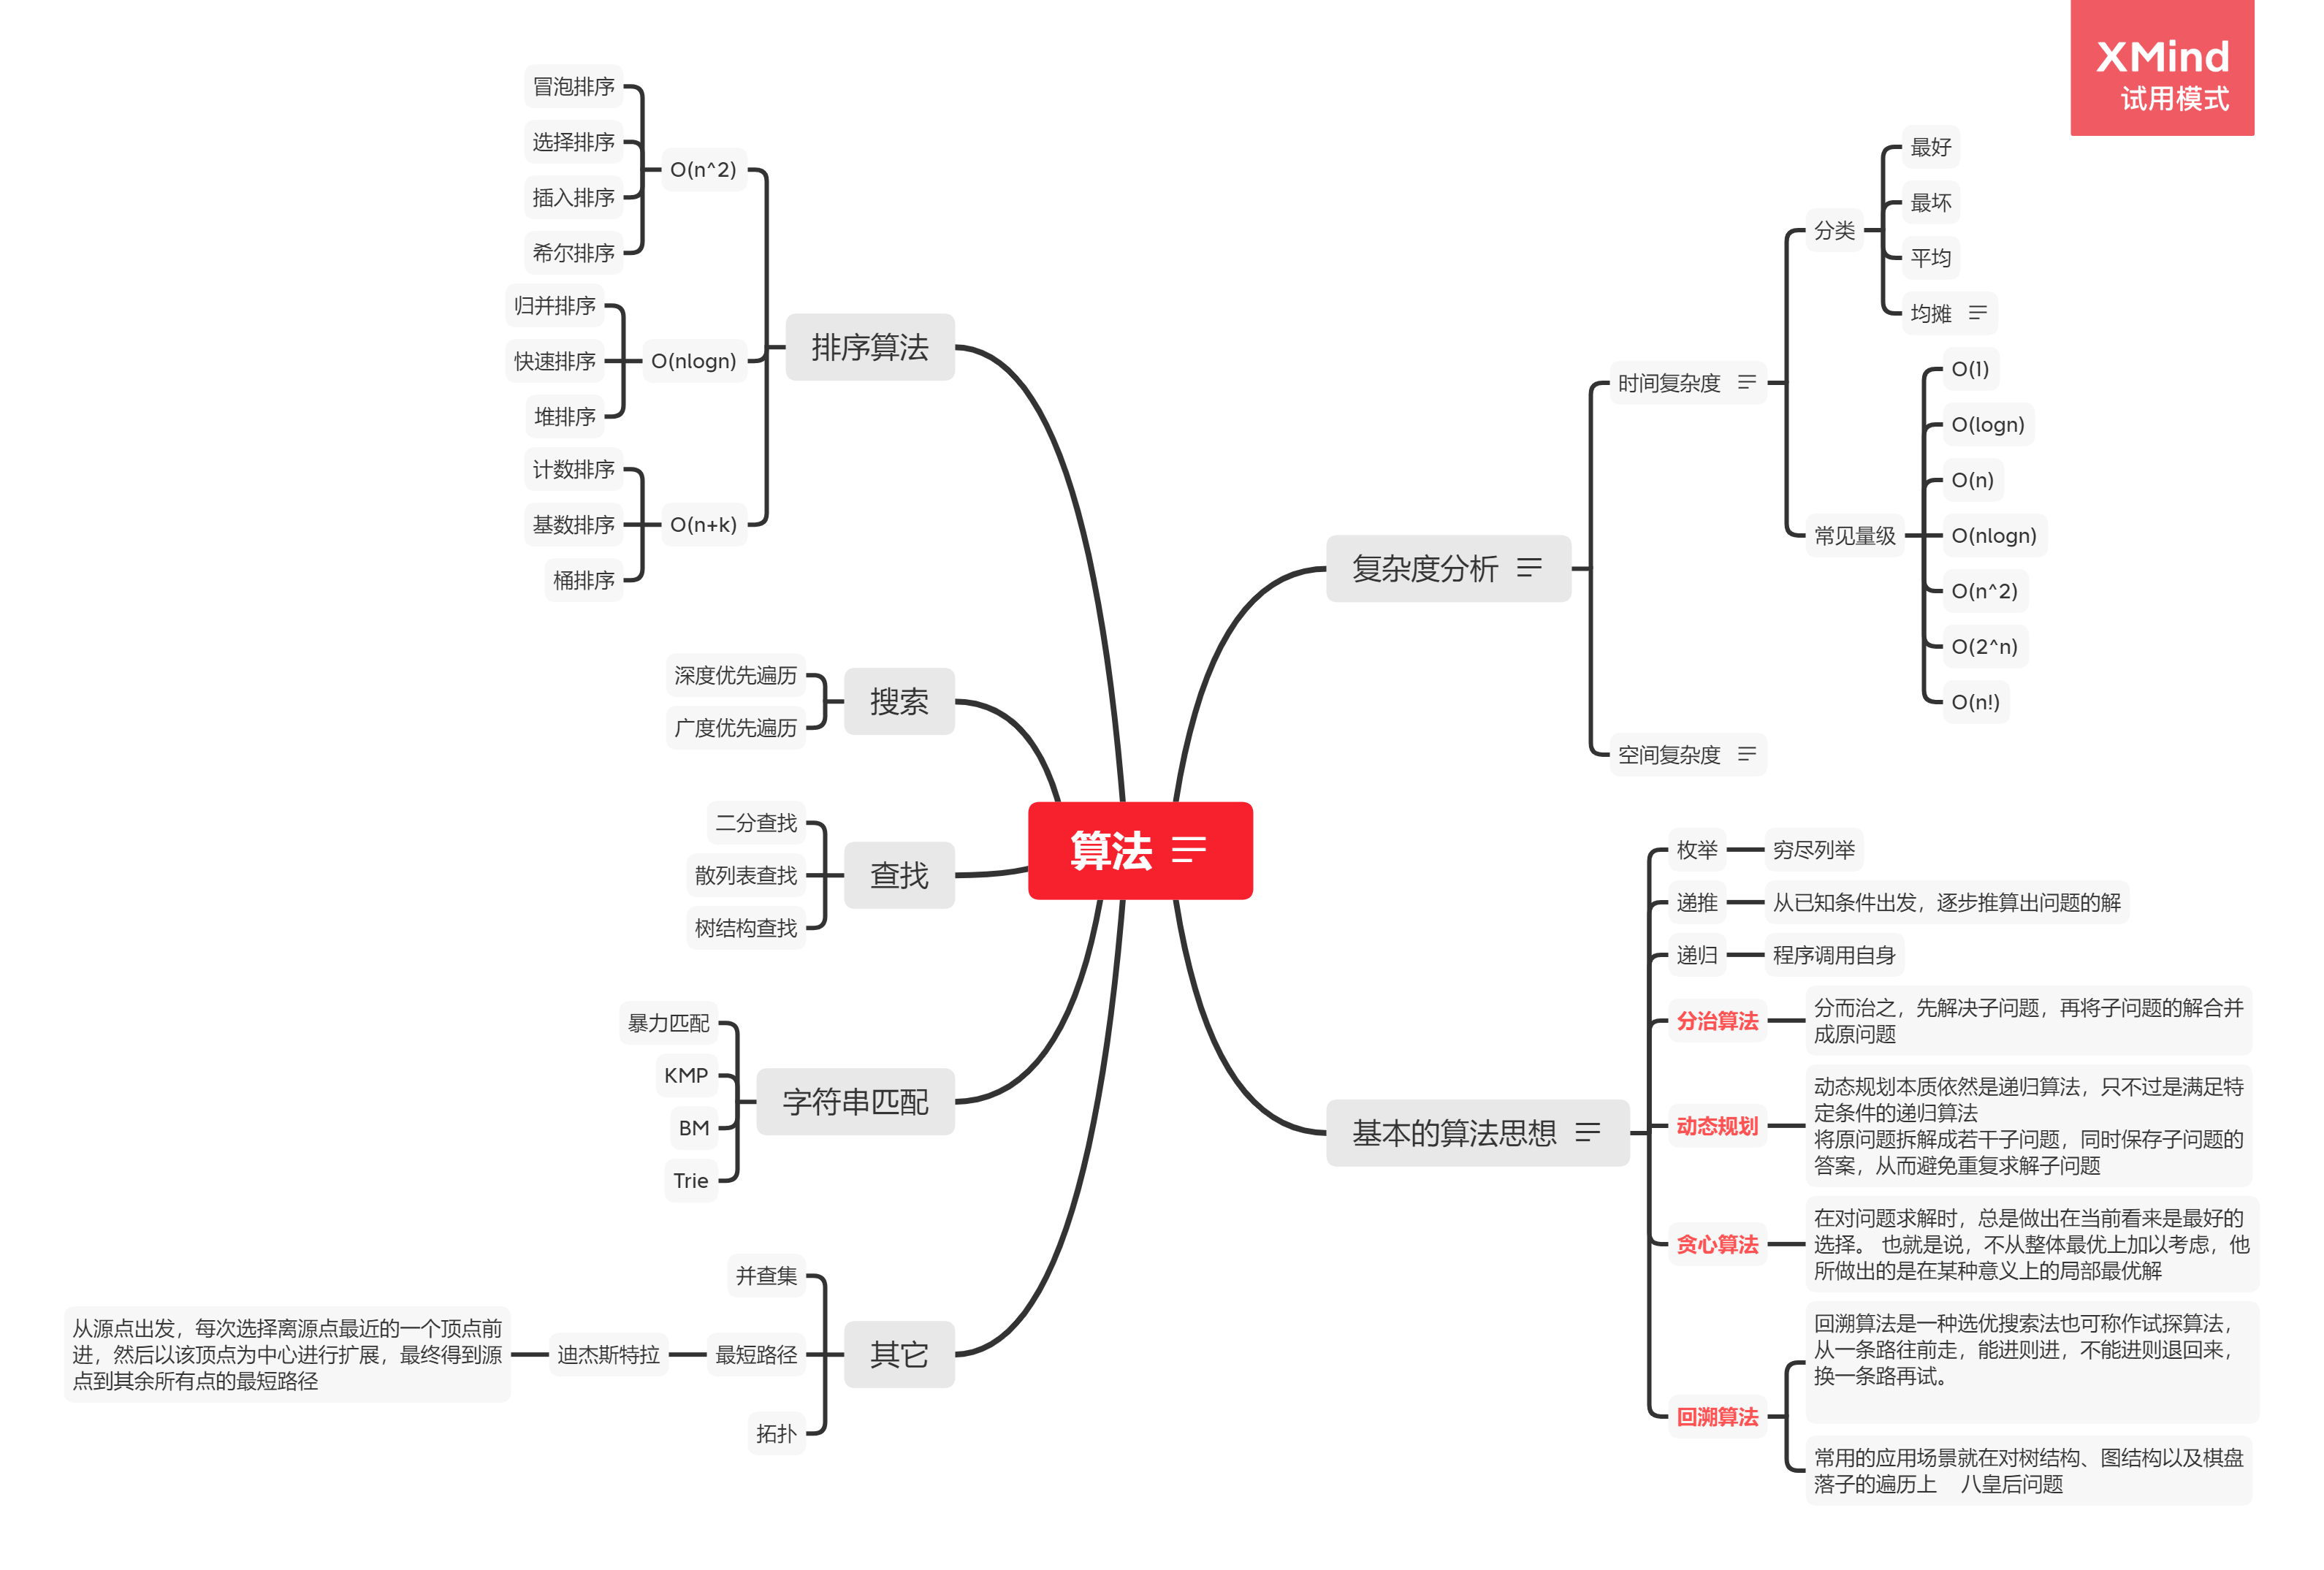 XMind
试用模式
算法
复杂度分析
时间复杂度
分类
最好
最坏
平均
均摊
常见量级
O(1)
O(logn)
O(n)
O(nlogn)
O(n^2)
O(2^n)
O(n!)
空间复杂度
基本的算法思想
枚举
穷尽列举
递推
从已知条件出发，逐步推算出问题的解
递归
程序调用自身
分治算法
分而治之，先解决子问题，再将子问题的解合并
成原问题
动态规划
动态规划本质依然是递归算法，只不过是满足特
定条件的递归算法
将原问题拆解成若干子问题，同时保存子问题的
答案，从而避免重复求解子问题
贪心算法
在对问题求解时，总是做出在当前看来是最好的
选择。 也就是说，不从整体最优上加以考虑，他
所做出的是在某种意义上的局部最优解
回溯算法
回溯算法是一种选优搜索法也可称作试探算法，
从一条路往前走，能进则进，不能进则退回来，
换一条路再试。
常用的应用场景就在对树结构、图结构以及棋盘
落子的遍历上 八皇后问题
排序算法
O(n^2)
冒泡排序
选择排序
插入排序
希尔排序
O(nlogn)
归并排序
快速排序
堆排序
O(n+k)
计数排序
基数排序
桶排序
搜索
深度优先遍历
广度优先遍历
查找
二分查找
散列表查找
树结构查找
字符串匹配
暴力匹配
KMP
BM
Trie
其它
并查集
最短路径
迪杰斯特拉
从源点出发，每次选择离源点最近的一个顶点前
进，然后以该顶点为中心进行扩展，最终得到源
点到其余所有点的最短路径
拓扑